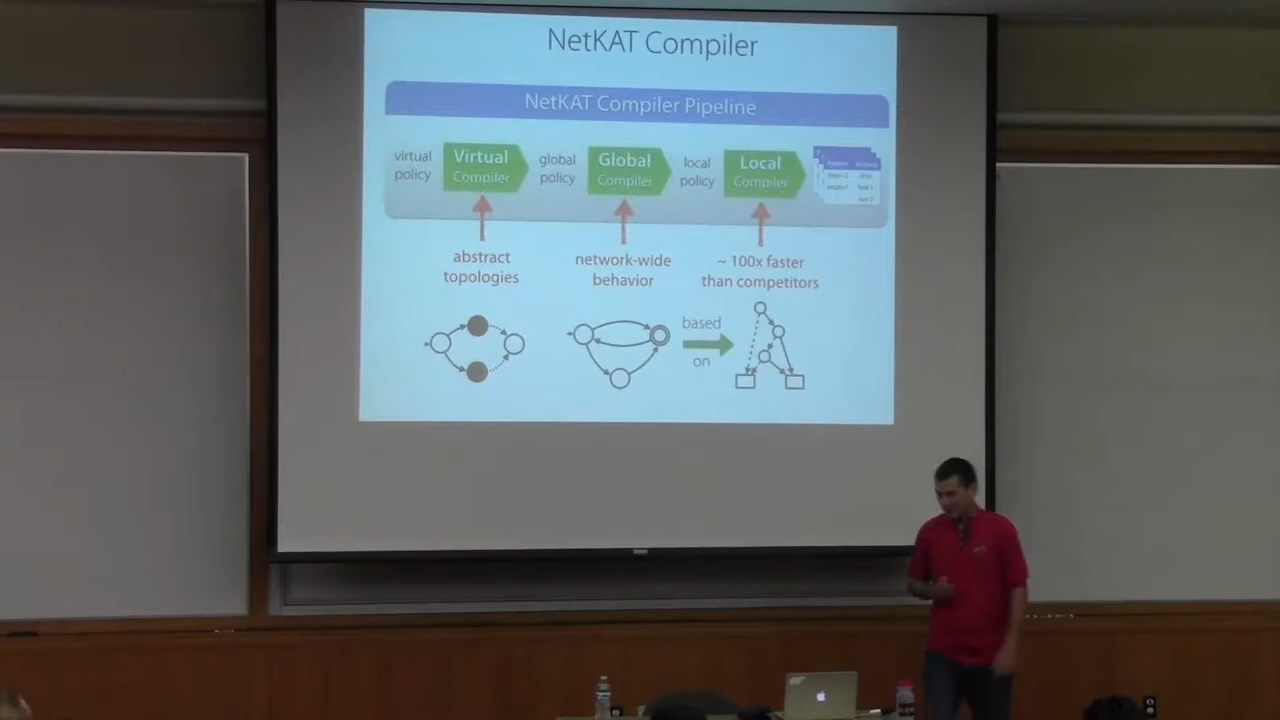 NetKAT Compiler
NetKAT Compiler Pipeline
virtual
policy
Virtual
Compiler
global
policy
Global
Compiler
local
policy
Local
Compiler
Pattern
abstract
topologies
network-wide
behavior
~ 100x faster
than competitors
based
on